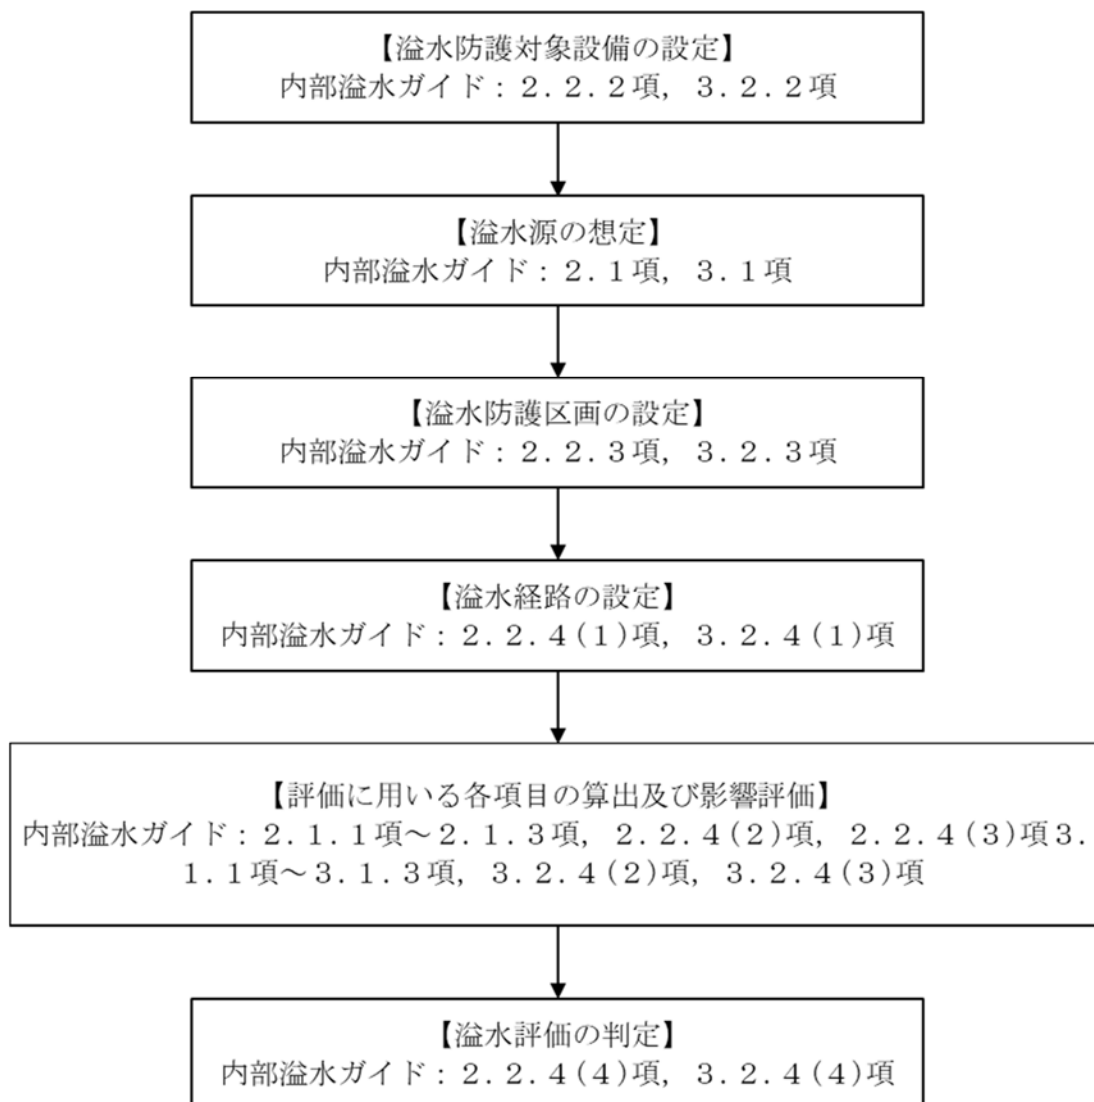 【溢水防護対象設備の設定】
内部溢水ガイド：２.２.２項, ３.２.２項
【溢水源の想定】
内部溢水ガイド：２.１項, ３.１項
【溢水防護区画の設定】
内部溢水ガイド：２.２.３項, ３.２.３項
【溢水経路の設定】
内部溢水ガイド：２.２.４(１)項, ３.２.４(１)項
【評価に用いる各項目の算出及び影響評価】
内部溢水ガイド：２.１.１項～２.１.３項, ２.２.４(２)項, ２.２.４(３)項３.
１.１項～３.１.３項, ３.２.４(２)項, ３.２.４(３)項
【溢水評価の判定】
内部溢水ガイド：２.２.４(４)項, ３.２.４(４)項